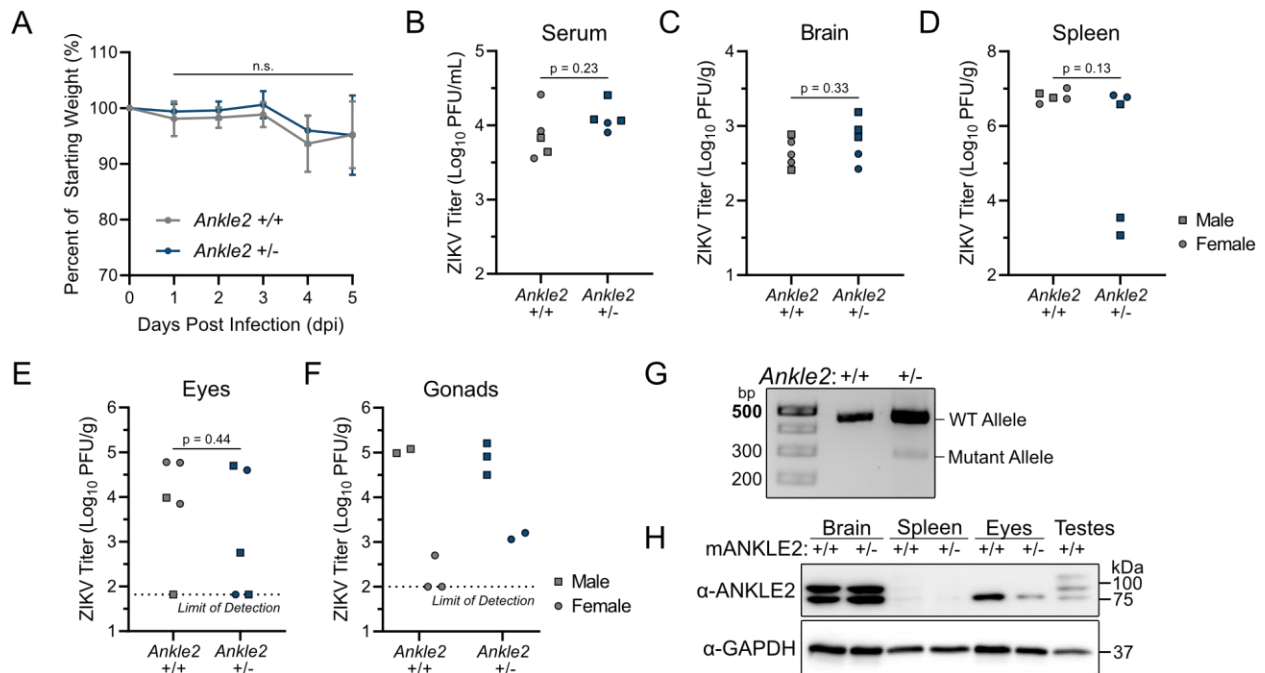 A
Percent of Starting Weight (%)
110
100
90
80
70
n.s.
Ankle2 +/+
Ankle2 +/-
0 1 2 3 4 5
Days Post Infection (dpi)
B
Serum
ZIKV Titer (Log10 PFU/mL)
5
4
3
2
p = 0.23
Ankle2 Ankle2
+/+ +/-
C
Brain
ZIKV Titer (Log10 PFU/g)
4
3
2
1
p = 0.33
Ankle2 Ankle2
+/+ +/-
D
Spleen
ZIKV Titer (Log10 PFU/g)
8
6
4
2
p = 0.13
Ankle2 Ankle2
+/+ +/-
Male
Female
E
Eyes
ZIKV Titer (Log10 PFU/g)
6
5
4
3
2
1
p = 0.44
Limit of Detection
Ankle2 Ankle2
+/+ +/-
F
Gonads
ZIKV Titer (Log10 PFU/g)
6
5
4
3
2
1
Limit of Detection
Ankle2 Ankle2
+/+ +/-
Male
Female
G
Ankle2: +/+ +/-
bp
500
300
200
WT Allele
Mutant Allele
H
Brain Spleen Eyes Testes
mANKLE2: +/+ +/- +/+ +/- +/+ +/- +/+
kDa
α-ANKLE2
100
75
α-GAPDH
37